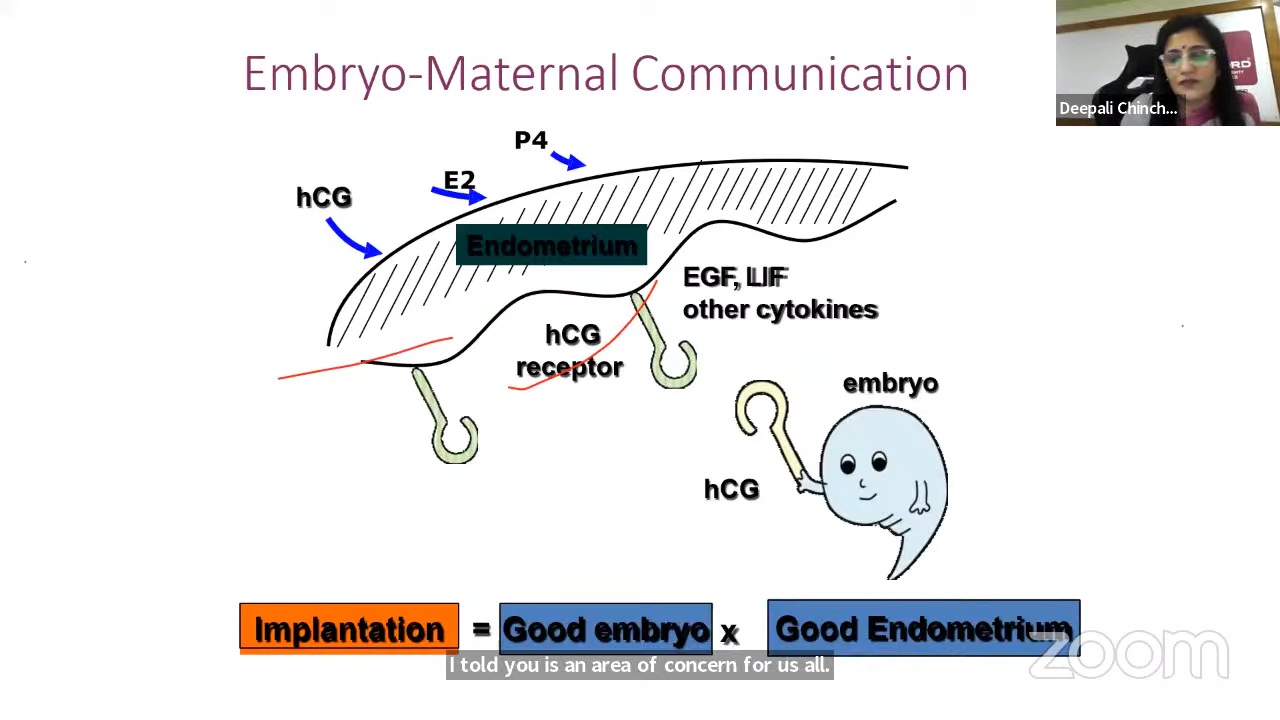 Embryo-Maternal Communication
Deepali Chinch...
P4
E2
hCG
Endometrium
EGF, LIF
other cytokines
hCG
receptor
embryo
hCG
Implantation = Good embryo x Good Endometrium
I told you is an area of concern for us all.
zoom